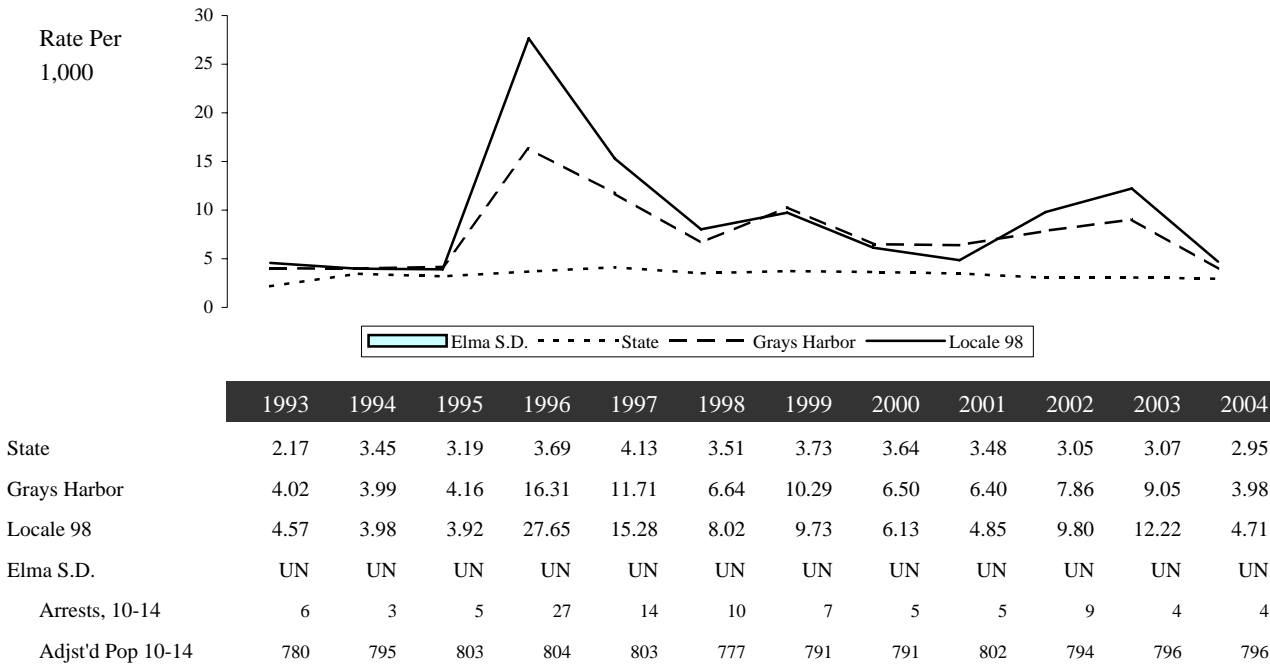 Rate Per
1,000
30
25
20
15
10
5
0
Elma S.D. State Grays Harbor Locale 98
1993 1994 1995 1996 1997 1998 1999 2000 2001 2002 2003 2004
State 2.17 3.45 3.19 3.69 4.13 3.51 3.73 3.64 3.48 3.05 3.07 2.95
Grays Harbor 4.02 3.99 4.16 16.31 11.71 6.64 10.29 6.50 6.40 7.86 9.05 3.98
Locale 98 4.57 3.98 3.92 27.65 15.28 8.02 9.73 6.13 4.85 9.80 12.22 4.71
Elma S.D. UN UN UN UN UN UN UN UN UN UN UN UN
Arrests, 10-14 6 3 5 27 14 10 7 5 5 9 4 4
Adjst'd Pop 10-14 780 795 803 804 803 777 791 791 802 794 796 796